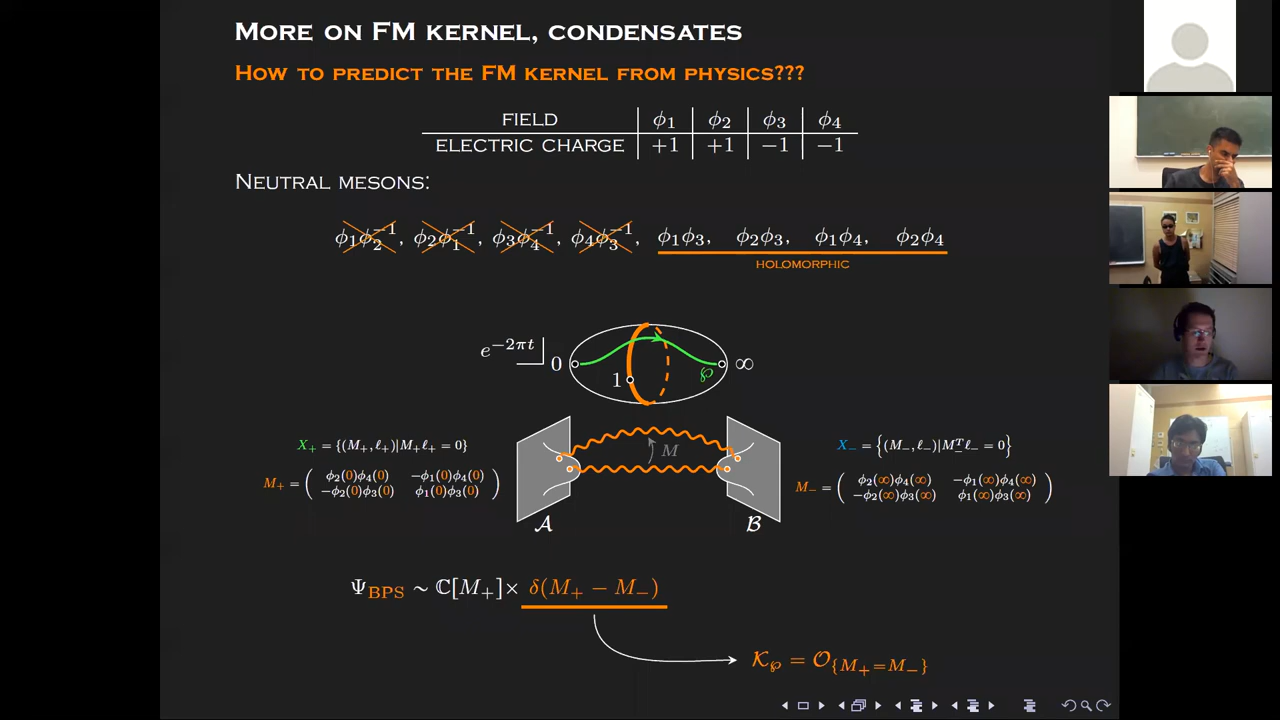 More on FM kernel, condensates
How to predict the FM kernel from physics???
FIELD ϕ₁ ϕ₂ ϕ₃ ϕ₄
ELECTRIC CHARGE +1 +1 −1 −1
Neutral mesons:
ϕ₁ϕ₂⁻¹, ϕ₂ϕ₁⁻¹, ϕ₃ϕ₄⁻¹, ϕ₄ϕ₃⁻¹, ϕ₁ϕ₃, ϕ₂ϕ₃, ϕ₁ϕ₄, ϕ₂ϕ₄
HOLOMORPHIC
e^{−2πt} 0 1 ℘ ∞
X₊ = {(M₊, ℓ₊)|M₊ℓ₊ = 0} M X₋ = {(M₋, ℓ₋)|M₋ᵀℓ₋ = 0}
M₊ = ( ϕ₂(0)ϕ₄(0) −ϕ₁(0)ϕ₄(0)
−ϕ₂(0)ϕ₃(0) ϕ₁(0)ϕ₃(0) )
M₋ = ( ϕ₂(∞)ϕ₄(∞) −ϕ₁(∞)ϕ₄(∞)
−ϕ₂(∞)ϕ₃(∞) ϕ₁(∞)ϕ₃(∞) )
𝒜 ℬ
Ψ_BPS ∼ ℂ[M₊]× δ(M₊ − M₋)
𝒦_℘ = 𝒪_{M₊=M₋}